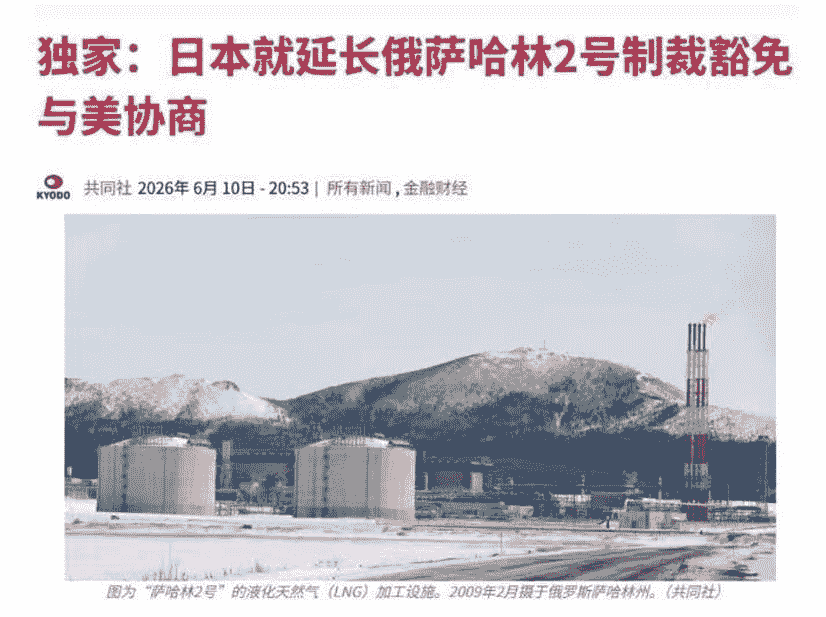 独家：日本就延长俄萨哈林2号制裁豁免
与美协商
KYODO 共同社 2026年 6月 10日 - 20:53 | 所有新闻 , 金融财经
图为“萨哈林2号”的液化天然气（LNG）加工设施。2009年2月摄于俄罗斯萨哈林州。（共同社）